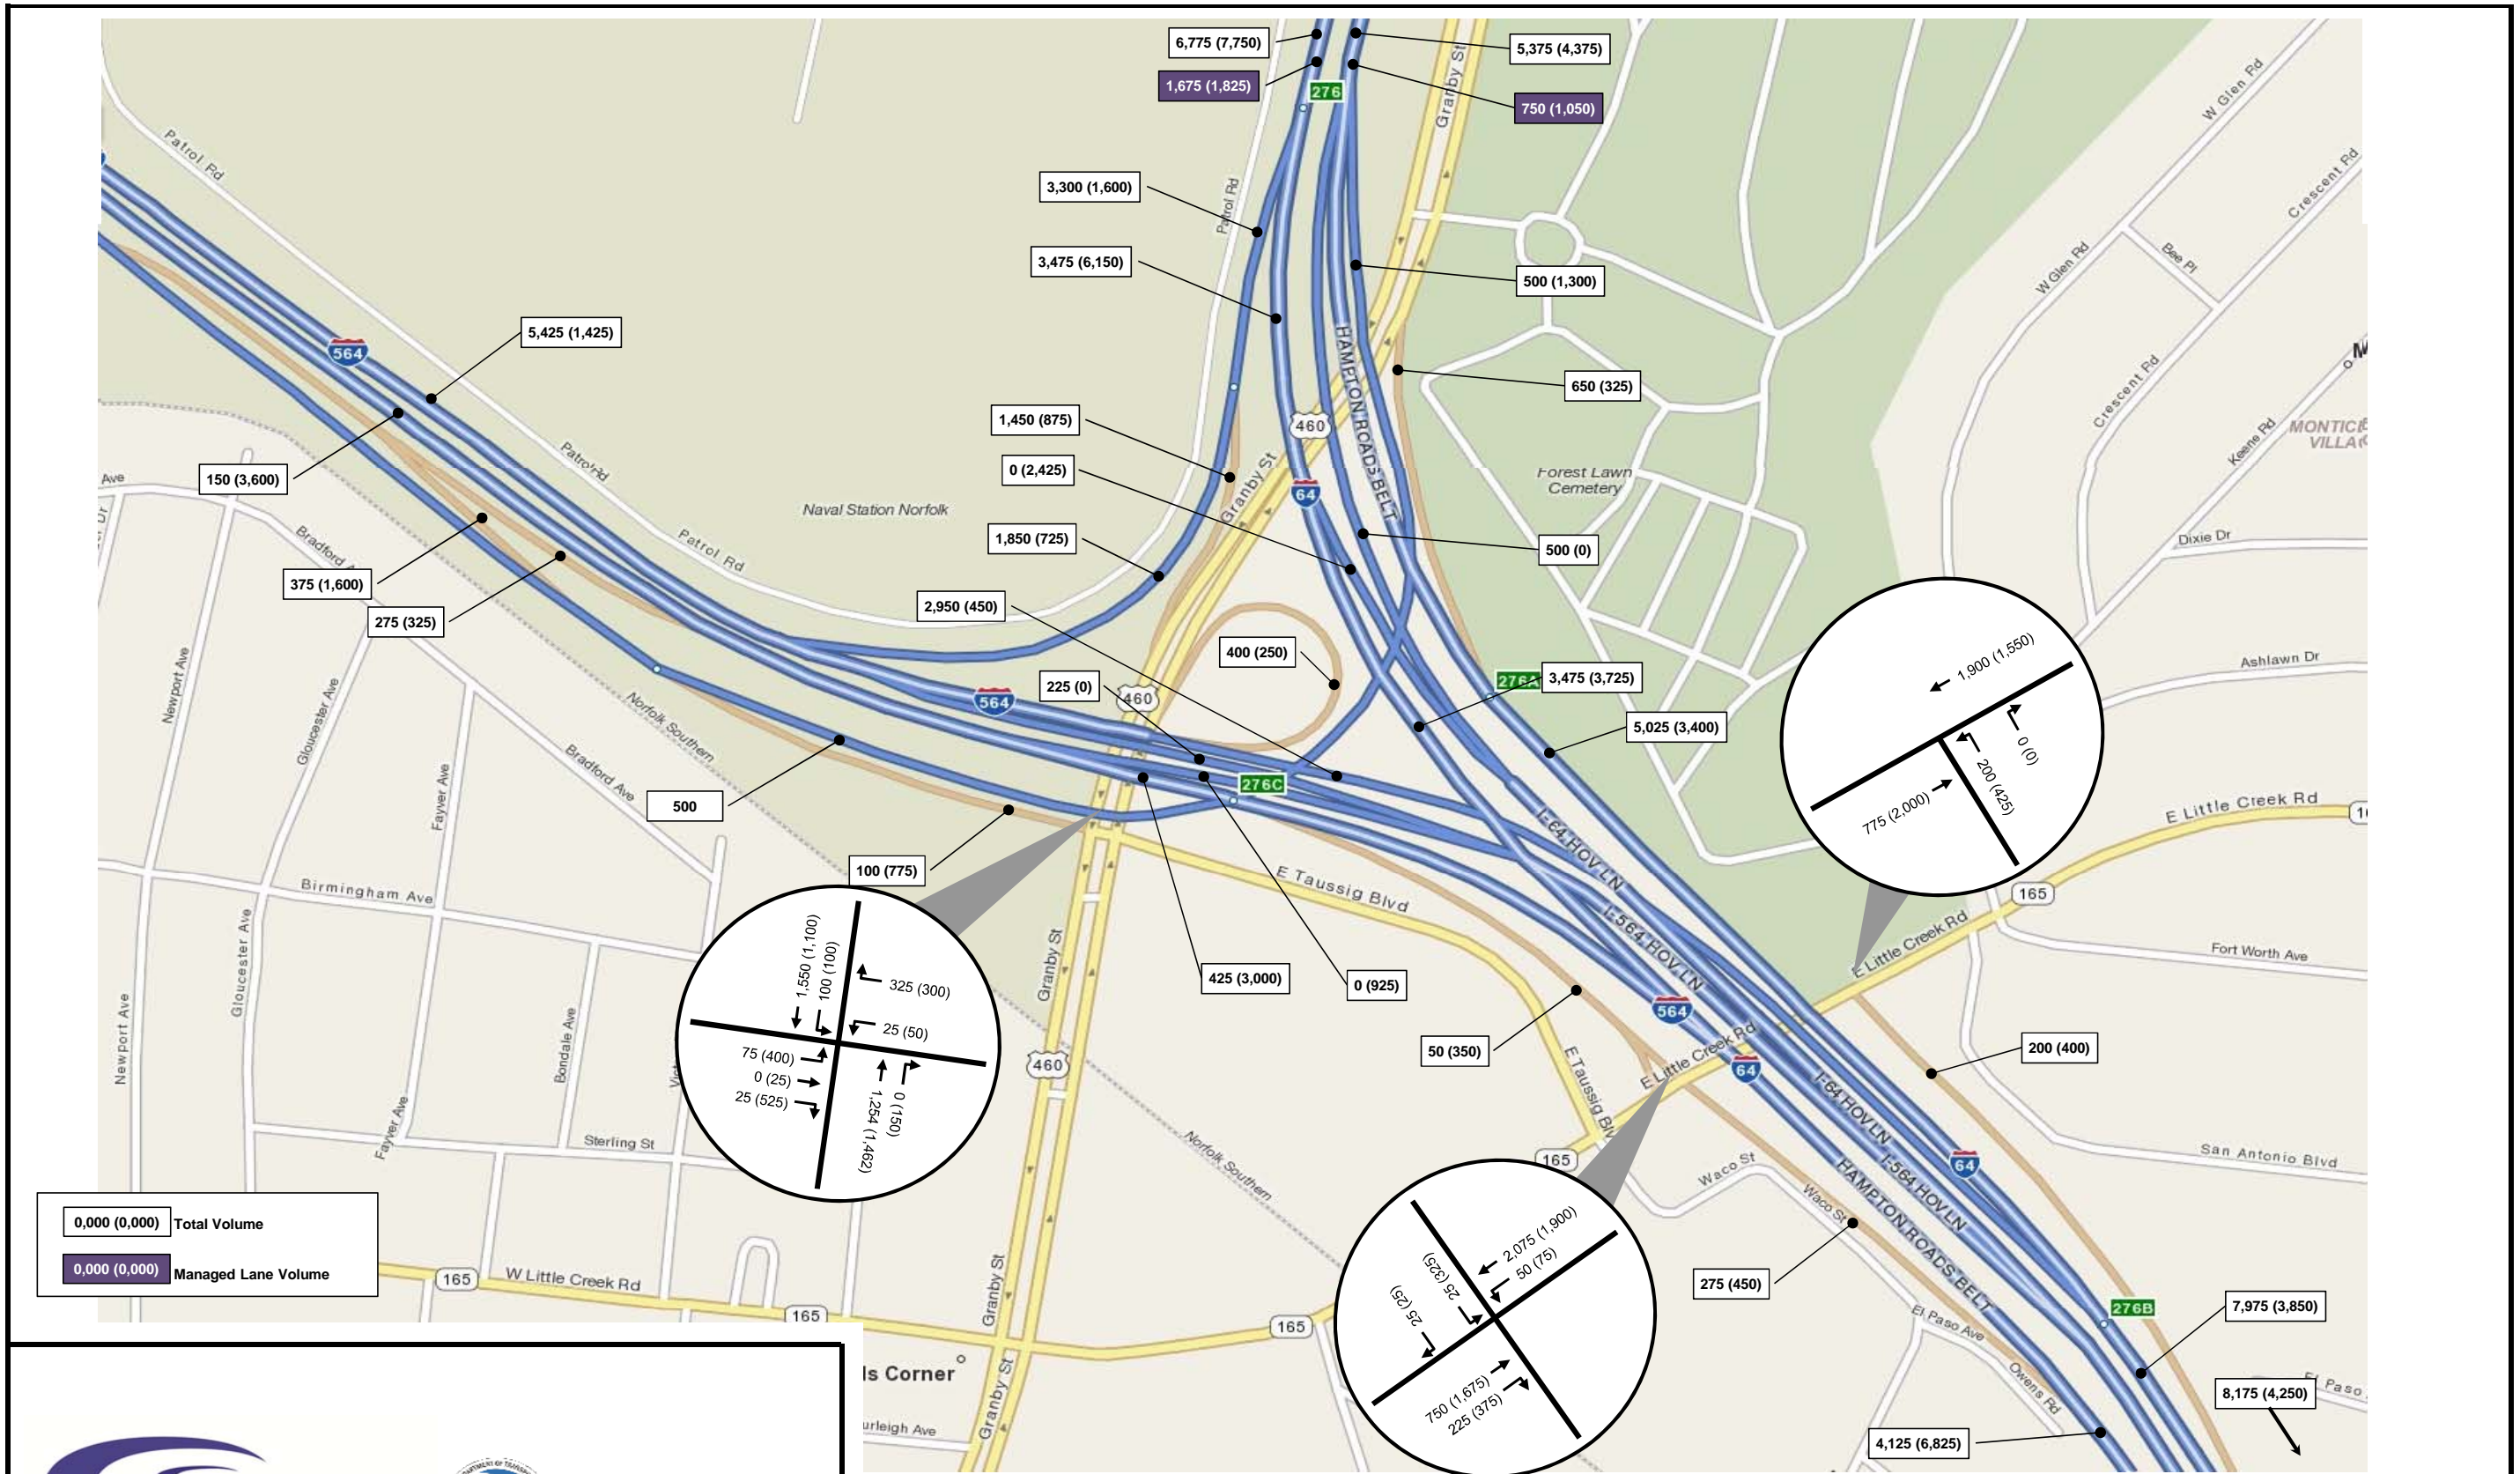 6,775 (7,750)
5,375 (4,375)
1,675 (1,825)
276
750 (1,050)
Granby St
W Glen Rd
Patrol Rd
3,300 (1,600)
Patrol Rd
Crescent Rd
3,475 (6,150)
500 (1,300)
W Glen Rd
Bee Pl
5,425 (1,425)
564
HAMPTON ROADS BELT
650 (325)
Crescent Rd
M
MONTICE
VILLA
Keene Rd
1,450 (875)
460
0 (2,425)
150 (3,600)
Ave
Patrol Rd
Granby St
64
Forest Lawn
Cemetery
Naval Station Norfolk
Dr
Bradford A
Patrol Rd
1,850 (725)
500 (0)
Dixie Dr
375 (1,600)
275 (325)
2,950 (450)
400 (250)
225 (0)
276A
3,475 (3,725)
1,900 (1,550)
Ashlawn Dr
Newport Ave
Gloucester Ave
Norfolk Southern
564
460
5,025 (3,400)
0 (0)
200 (425)
775 (2,000)
Bradford Ave
Fayver Ave
500
276C
E Little Creek Rd
16
I-64 HOV LN
100 (775)
E Taussig Blvd
165
Birmingham Ave
Gloucester Ave
I-564 HOV LN
E Little Creek Rd
Fort Worth Ave
1,550 (1,100)
100 (100)
325 (300)
25 (50)
75 (400)
0 (25)
25 (525)
0 (150)
1,254 (1,462)
Granby St
425 (3,000)
0 (925)
564
Newport Ave
Bondale Ave
Vict
460
50 (350)
E Little Creek Rd
64
200 (400)
E Taussig Blv
I-64 HOV LN
Fayver Ave
Sterling St
Norfolk Southern
165
Waco St
Waco St
I-564 HOV LN
64
San Antonio Blvd
HAMPTON ROADS BELT
0,000 (0,000) Total Volume
0,000 (0,000) Managed Lane Volume
165
W Little Creek Rd
165
Granby St
165
2,075 (1,900)
50 (75)
25 (325)
25 (25)
750 (1,675)
225 (375)
275 (450)
El Paso Ave
276B
7,975 (3,850)
ls Corner
Granby St
Owens Rd
8,175 (4,250)
El Paso
urleigh Ave
4,125 (6,825)